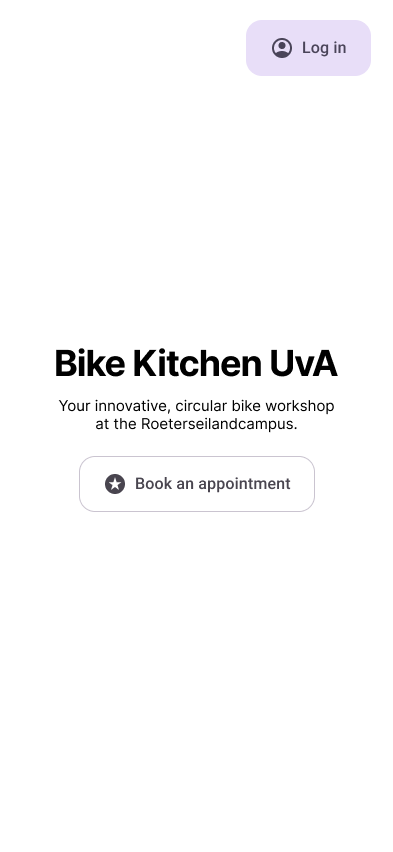 Log in
Bike Kitchen UvA
Your innovative, circular bike workshop
at the Roeterseilandcampus.
Book an appointment